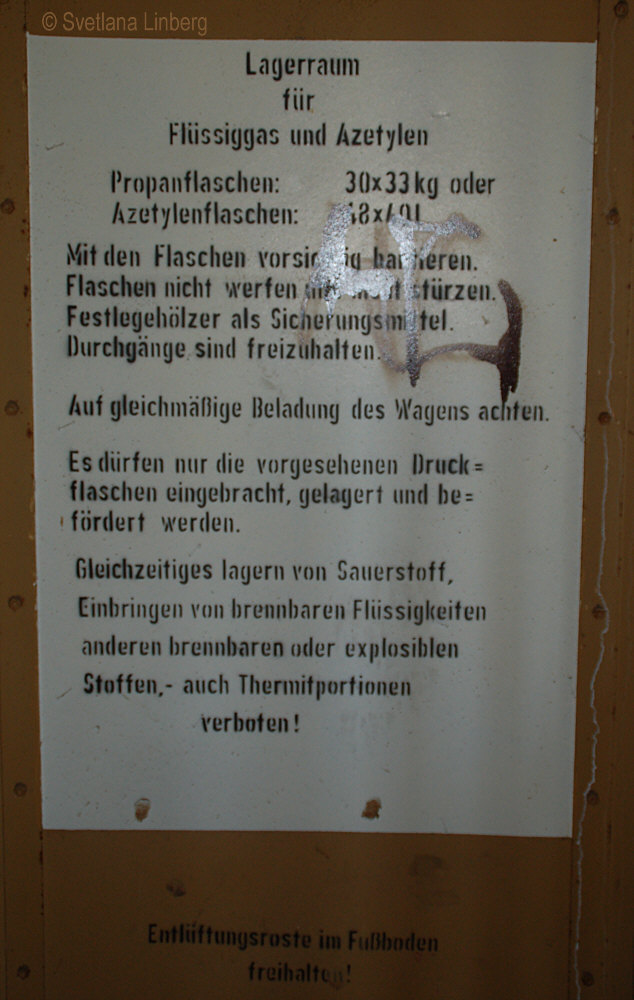 © Svetlana Linberg
Lagerraum
für
Flüssiggas und Azetylen
Propanflaschen: 30x33kg oder
Azetylenflaschen:
Mit den Flaschen
Flaschen nicht werfen stürzen.
Festlegehölzer als Sicherungsmittel.
Durchgänge sind freizuhalten.
Auf gleichmäßige Beladung des Wagens achten.
Es dürfen nur die vorgesehenen Druck=
flaschen eingebracht, gelagert und be=
fördert werden.
Gleichzeitiges lagern von Sauerstoff,
Einbringen von brennbaren Flüssigkeiten
anderen brennbaren oder explosiblen
Stoffen,- auch Thermitportionen
verboten!
Entlüftungsroste im Fußboden
freihalten!